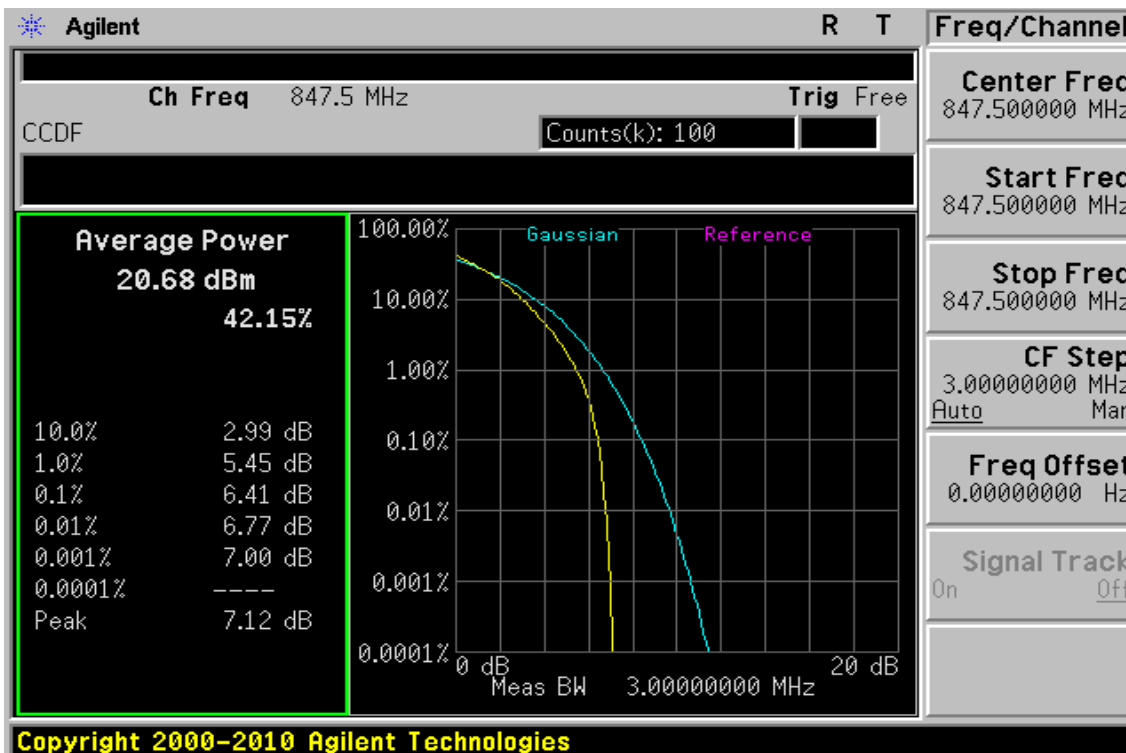 Agilent R T
Ch Freq 847.5 MHz Trig Free
CCDF Counts(k): 100
Average Power
20.68 dBm
42.15%
10.0% 2.99 dB
1.0% 5.45 dB
0.1% 6.41 dB
0.01% 6.77 dB
0.001% 7.00 dB
0.0001% ----
Peak 7.12 dB
Gaussian Reference
100.00%
10.00%
1.00%
0.10%
0.01%
0.001%
0.0001%
0 dB 20 dB
Meas BW 3.00000000 MHz
Freq/Channel
Center Freq
847.500000 MHz
Start Freq
847.500000 MHz
Stop Freq
847.500000 MHz
CF Step
3.00000000 MHz
Auto Man
Freq Offset
0.00000000 Hz
Signal Track
On Off
Copyright 2000-2010 Agilent Technologies